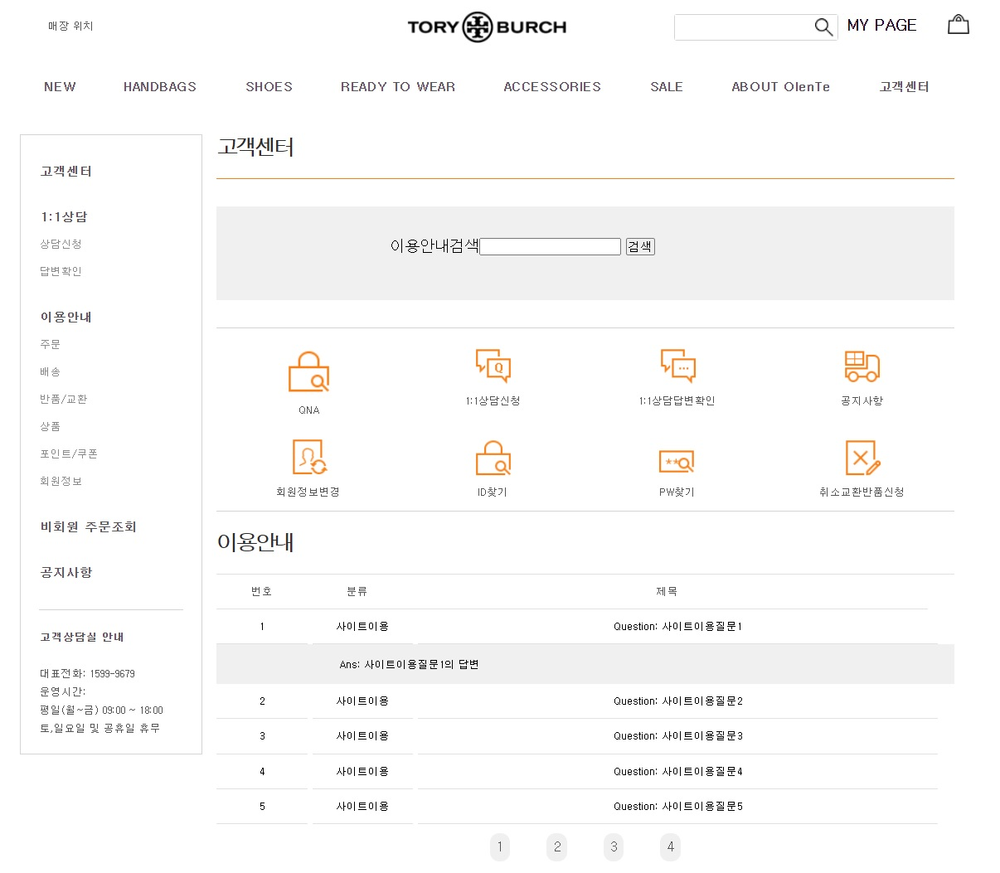 매장 위치
TORY BURCH
MY PAGE
NEW HANDBAGS SHOES READY TO WEAR ACCESSORIES SALE ABOUT OlenTe 고객센터
고객센터
1:1상담
상담신청
답변확인
이용안내
주문
배송
반품/교환
상품
포인트/쿠폰
회원정보
비회원 주문조회
공지사항
고객상담실 안내
대표전화: 1599-9679
운영시간:
평일(월~금) 09:00 ~ 18:00
토,일요일 및 공휴일 휴무
고객센터
이용안내검색 검색
QNA 1:1상담신청 1:1상담답변확인 공지사항
회원정보변경 ID찾기 PW찾기 취소교환반품신청
이용안내
번호 분류 제목
1 사이트이용 Question: 사이트이용질문1
Ans: 사이트이용질문1의 답변
2 사이트이용 Question: 사이트이용질문2
3 사이트이용 Question: 사이트이용질문3
4 사이트이용 Question: 사이트이용질문4
5 사이트이용 Question: 사이트이용질문5
1 2 3 4